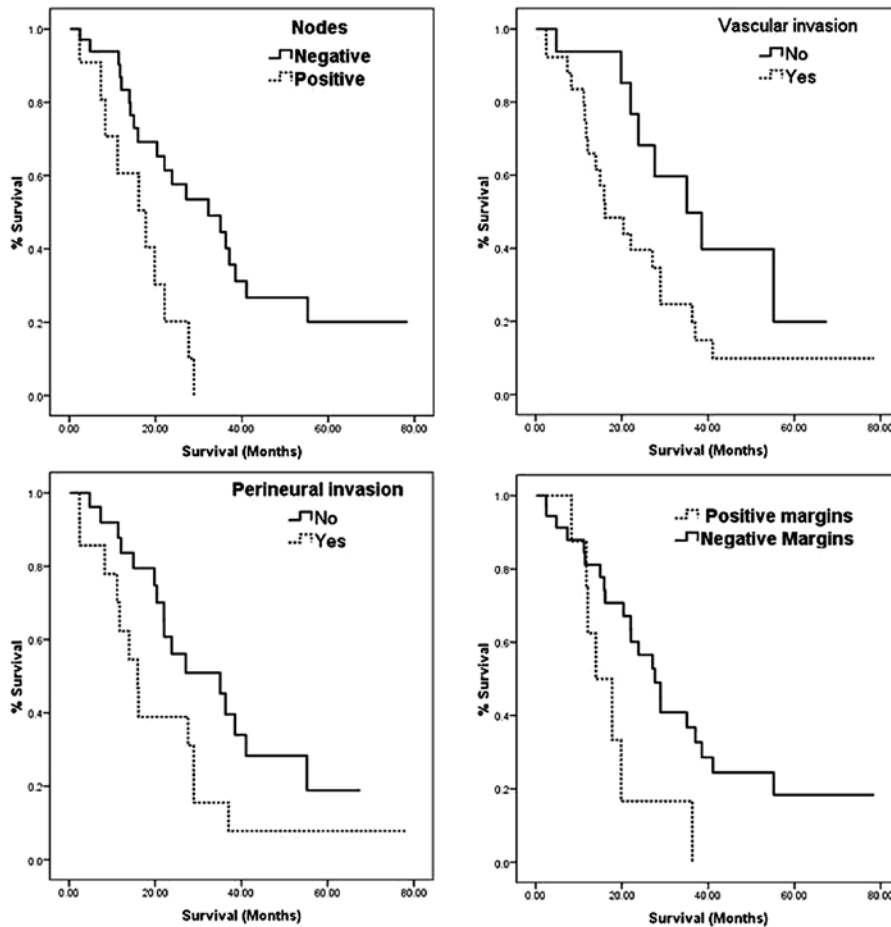 Nodes
Negative
Positive
% Survival
1.0
0.8
0.6
0.4
0.2
0.0
0.00 20.00 40.00 60.00 80.00
Survival (Months)
Vascular invasion
No
Yes
% Survival
1.0
0.8
0.6
0.4
0.2
0.0
0.00 20.00 40.00 60.00 80.00
Survival (Months)
Perineural invasion
No
Yes
% Survival
1.0
0.8
0.6
0.4
0.2
0.0
0.00 20.00 40.00 60.00 80.00
Survival (Months)
Positive margins
Negative Margins
% Survival
1.0
0.8
0.6
0.4
0.2
0.0
0.00 20.00 40.00 60.00 80.00
Survival (Months)